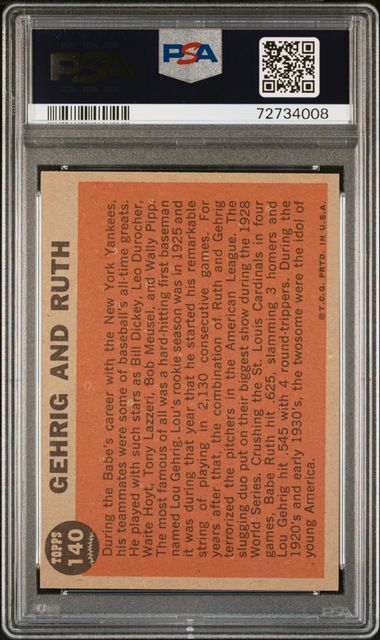 PSA
PSA
72734008
TOPPS
140
GEHRIG AND RUTH
During the Babe's career with the New York Yankees,
his teammates were some of baseball's all-time greats.
He played with such stars as Bill Dickey, Leo Durocher,
Waite Hoyt, Tony Lazzeri, Bob Meusel, and Wally Pipp.
The most famous of all was a hard-hitting first baseman
named Lou Gehrig. Lou's rookie season was in 1925 and
it was during that year that he started his remarkable
string of playing in 2,130 consecutive games. For
years after that, the combination of Ruth and Gehrig
terrorized the pitchers in the American League. The
slugging duo put on their biggest show during the 1928
World Series. Crushing the St. Louis Cardinals in four
games, Babe Ruth hit .625, slamming 3 homers and
Lou Gehrig hit .545 with 4 round-trippers. During the
1920's and early 1930's, the twosome were the idol of
young America.
© T.C.G. PRTD. IN U.S.A.
PSA